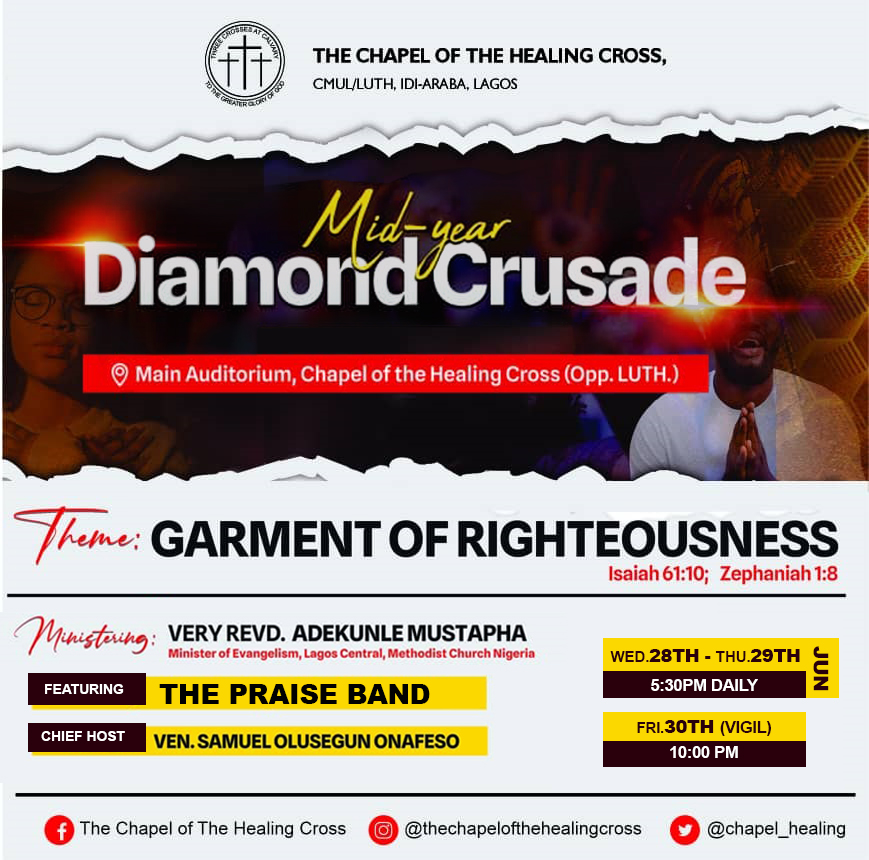 THREE CROSSES AT CALVARY
TO THE GREATER GLORY OF GOD
THE CHAPEL OF THE HEALING CROSS,
CMUL/LUTH, IDI-ARABA, LAGOS
Mid-year
Diamond Crusade
Main Auditorium, Chapel of the Healing Cross (Opp. LUTH.)
Theme: GARMENT OF RIGHTEOUSNESS
Isaiah 61:10; Zephaniah 1:8
Ministering: VERY REVD. ADEKUNLE MUSTAPHA
Minister of Evangelism, Lagos Central, Methodist Church Nigeria
FEATURING THE PRAISE BAND
CHIEF HOST VEN. SAMUEL OLUSEGUN ONAFESO
WED.28TH - THU.29TH JUN
5:30PM DAILY
FRI.30TH (VIGIL)
10:00 PM
The Chapel of The Healing Cross @thechapelofthehealingcross @chapel_healing